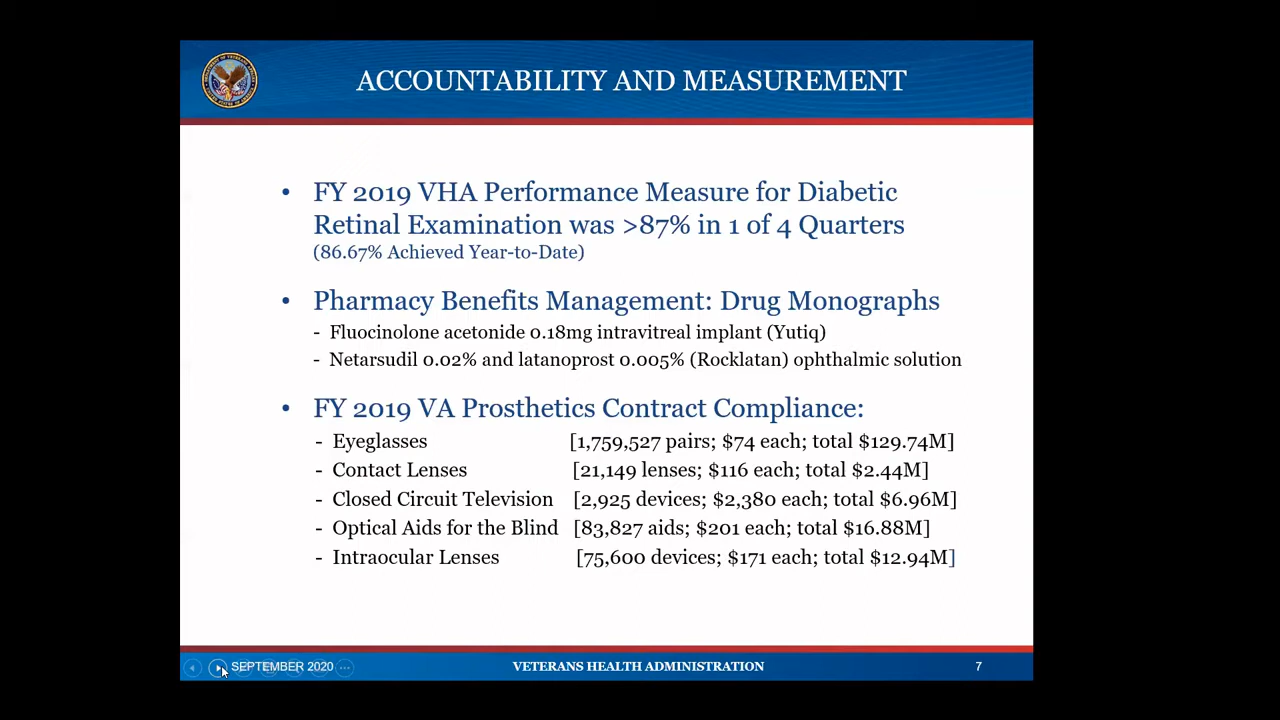 ACCOUNTABILITY AND MEASUREMENT
• FY 2019 VHA Performance Measure for Diabetic
Retinal Examination was >87% in 1 of 4 Quarters
(86.67% Achieved Year-to-Date)
• Pharmacy Benefits Management: Drug Monographs
- Fluocinolone acetonide 0.18mg intravitreal implant (Yutiq)
- Netarsudil 0.02% and latanoprost 0.005% (Rocklatan) ophthalmic solution
• FY 2019 VA Prosthetics Contract Compliance:
- Eyeglasses [1,759,527 pairs; $74 each; total $129.74M]
- Contact Lenses [21,149 lenses; $116 each; total $2.44M]
- Closed Circuit Television [2,925 devices; $2,380 each; total $6.96M]
- Optical Aids for the Blind [83,827 aids; $201 each; total $16.88M]
- Intraocular Lenses [75,600 devices; $171 each; total $12.94M]
SEPTEMBER 2020 VETERANS HEALTH ADMINISTRATION 7